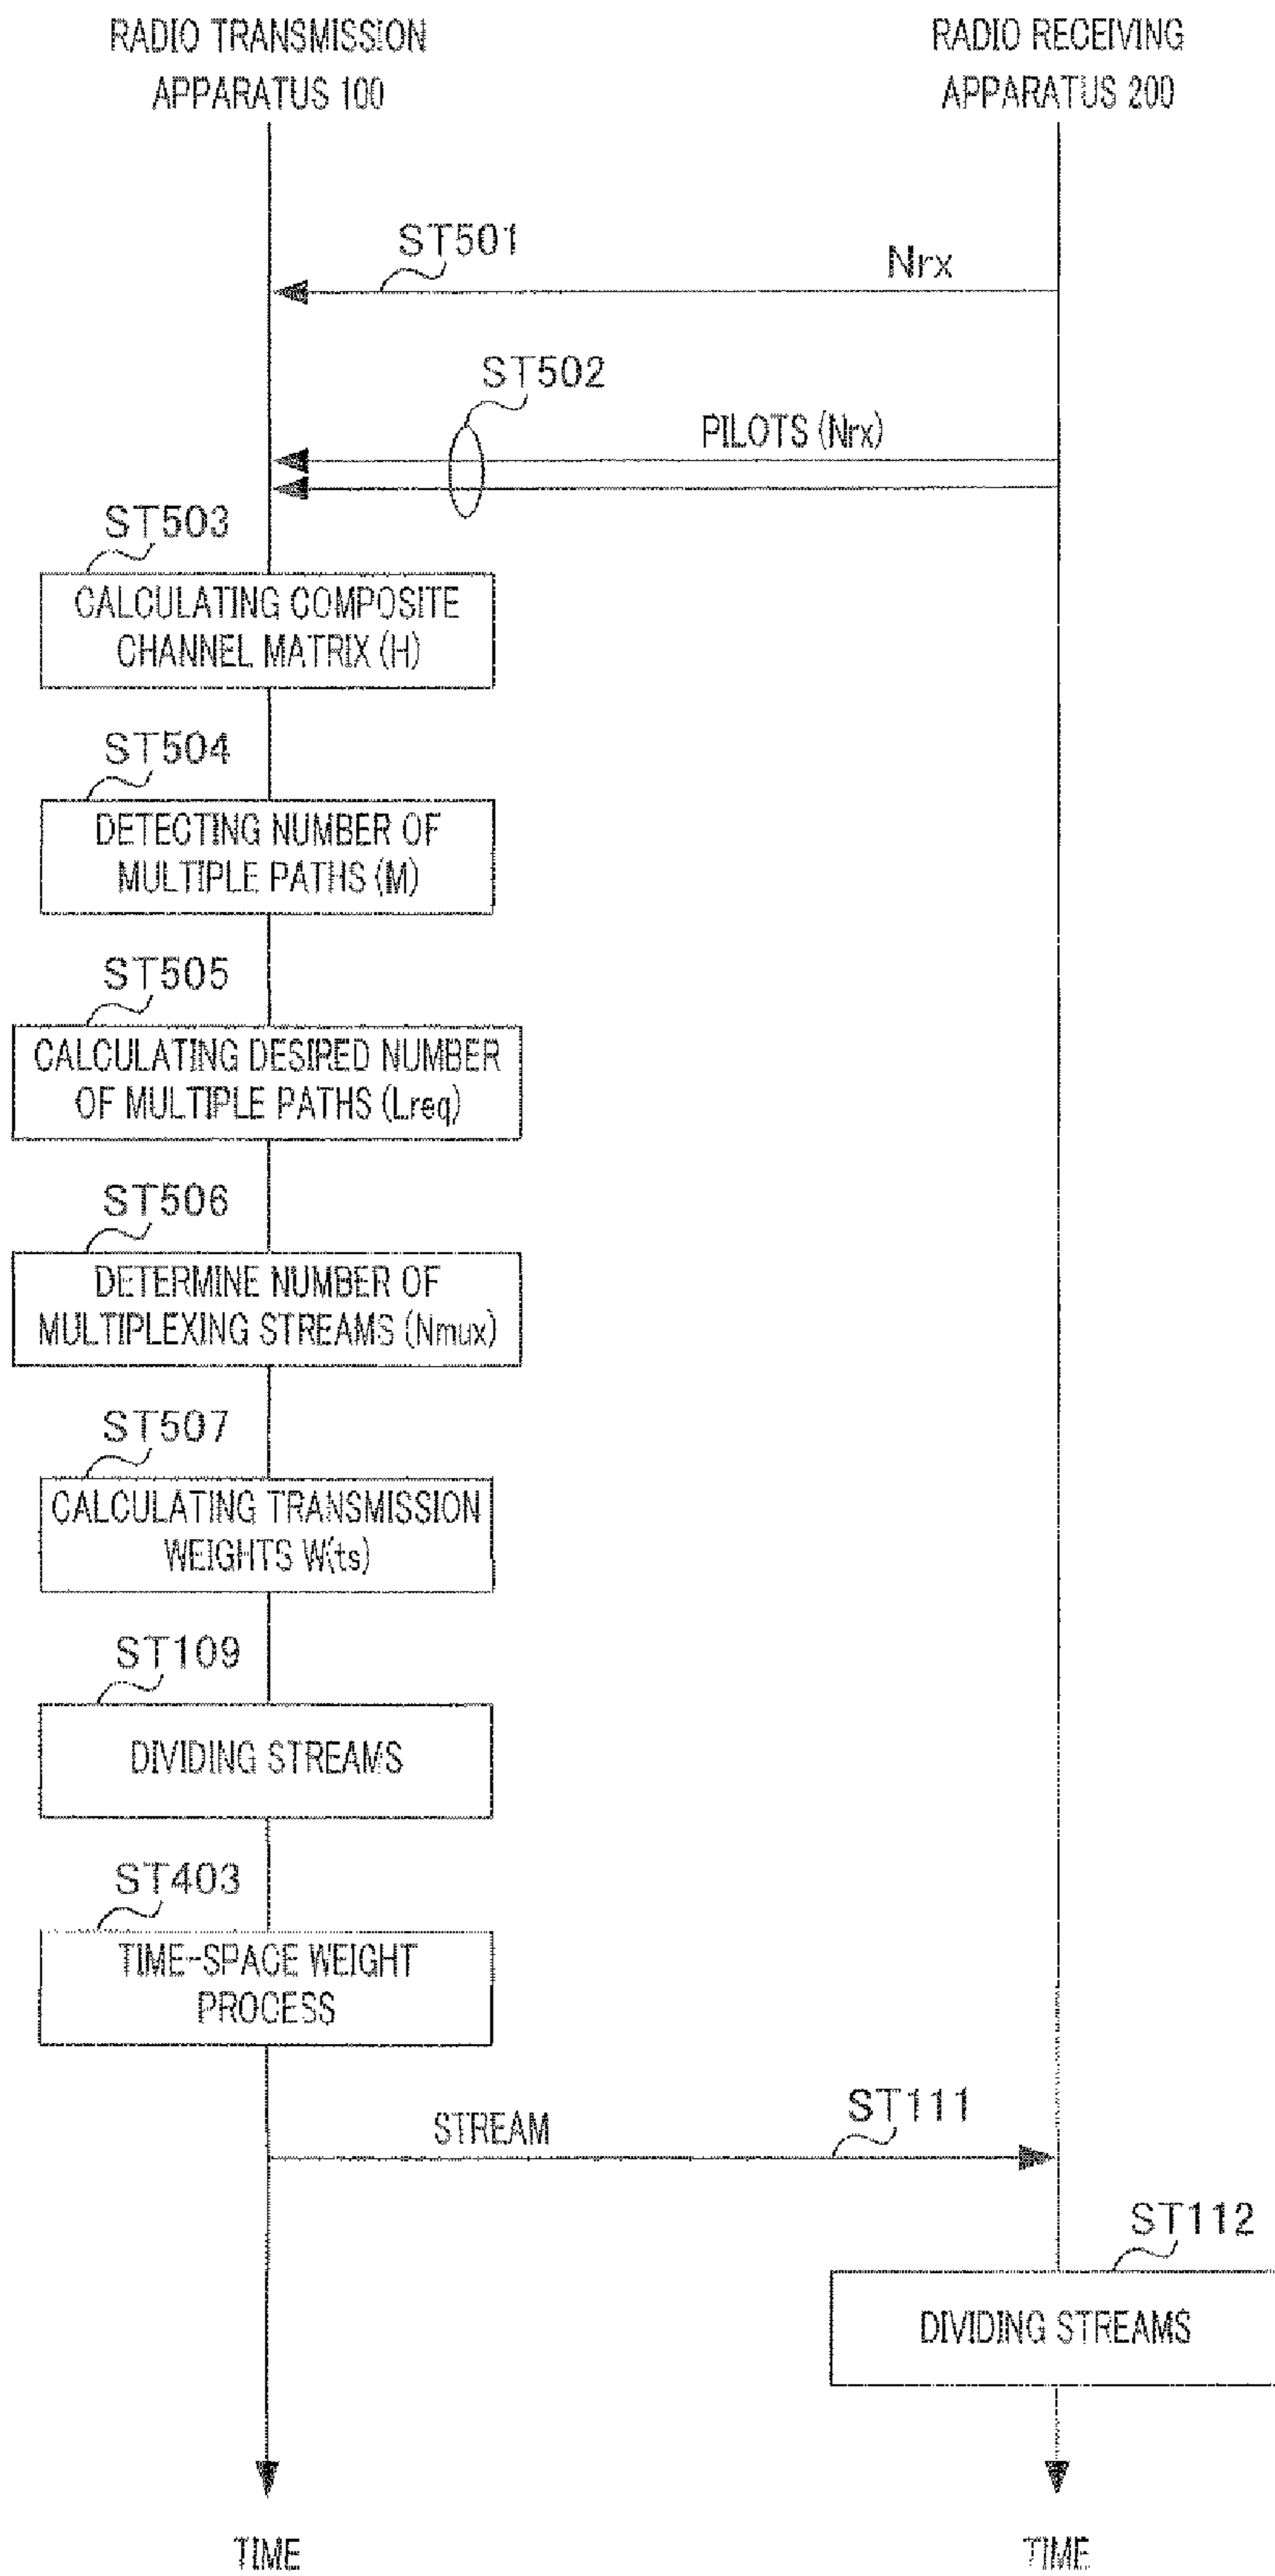 RADIO TRANSMISSION
APPARATUS 100
RADIO RECEIVING
APPARATUS 200
ST501
Nrx
ST502
PILOTS (Nrx)
ST503
CALCULATING COMPOSITE
CHANNEL MATRIX (H)
ST504
DETECTING NUMBER OF
MULTIPLE PATHS (M)
ST505
CALCULATING DESIRED NUMBER
OF MULTIPLE PATHS (Lreq)
ST506
DETERMINE NUMBER OF
MULTIPLEXING STREAMS (Nmux)
ST507
CALCULATING TRANSMISSION
WEIGHTS W(ts)
ST109
DIVIDING STREAMS
ST403
TIME-SPACE WEIGHT
PROCESS
STREAM
ST111
ST112
DIVIDING STREAMS
TIME
TIME